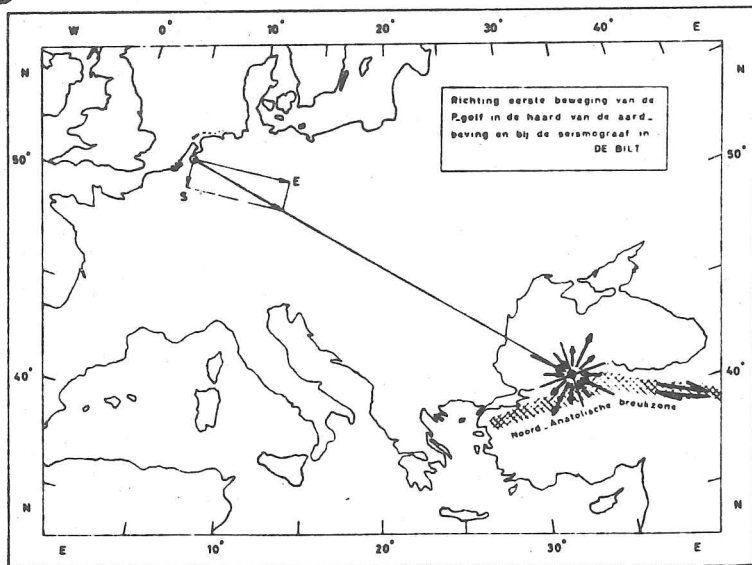 W 0° 10° 20° 30° 40° E
N N
Richting eerste beweging van de
P-golf in de haard van de aard_
beving en bij de seismograaf in
DE BILT
50° 50°
E
S
40° 40°
Noord-Anatolische breukzone
N N
E 10° 20° 30° E